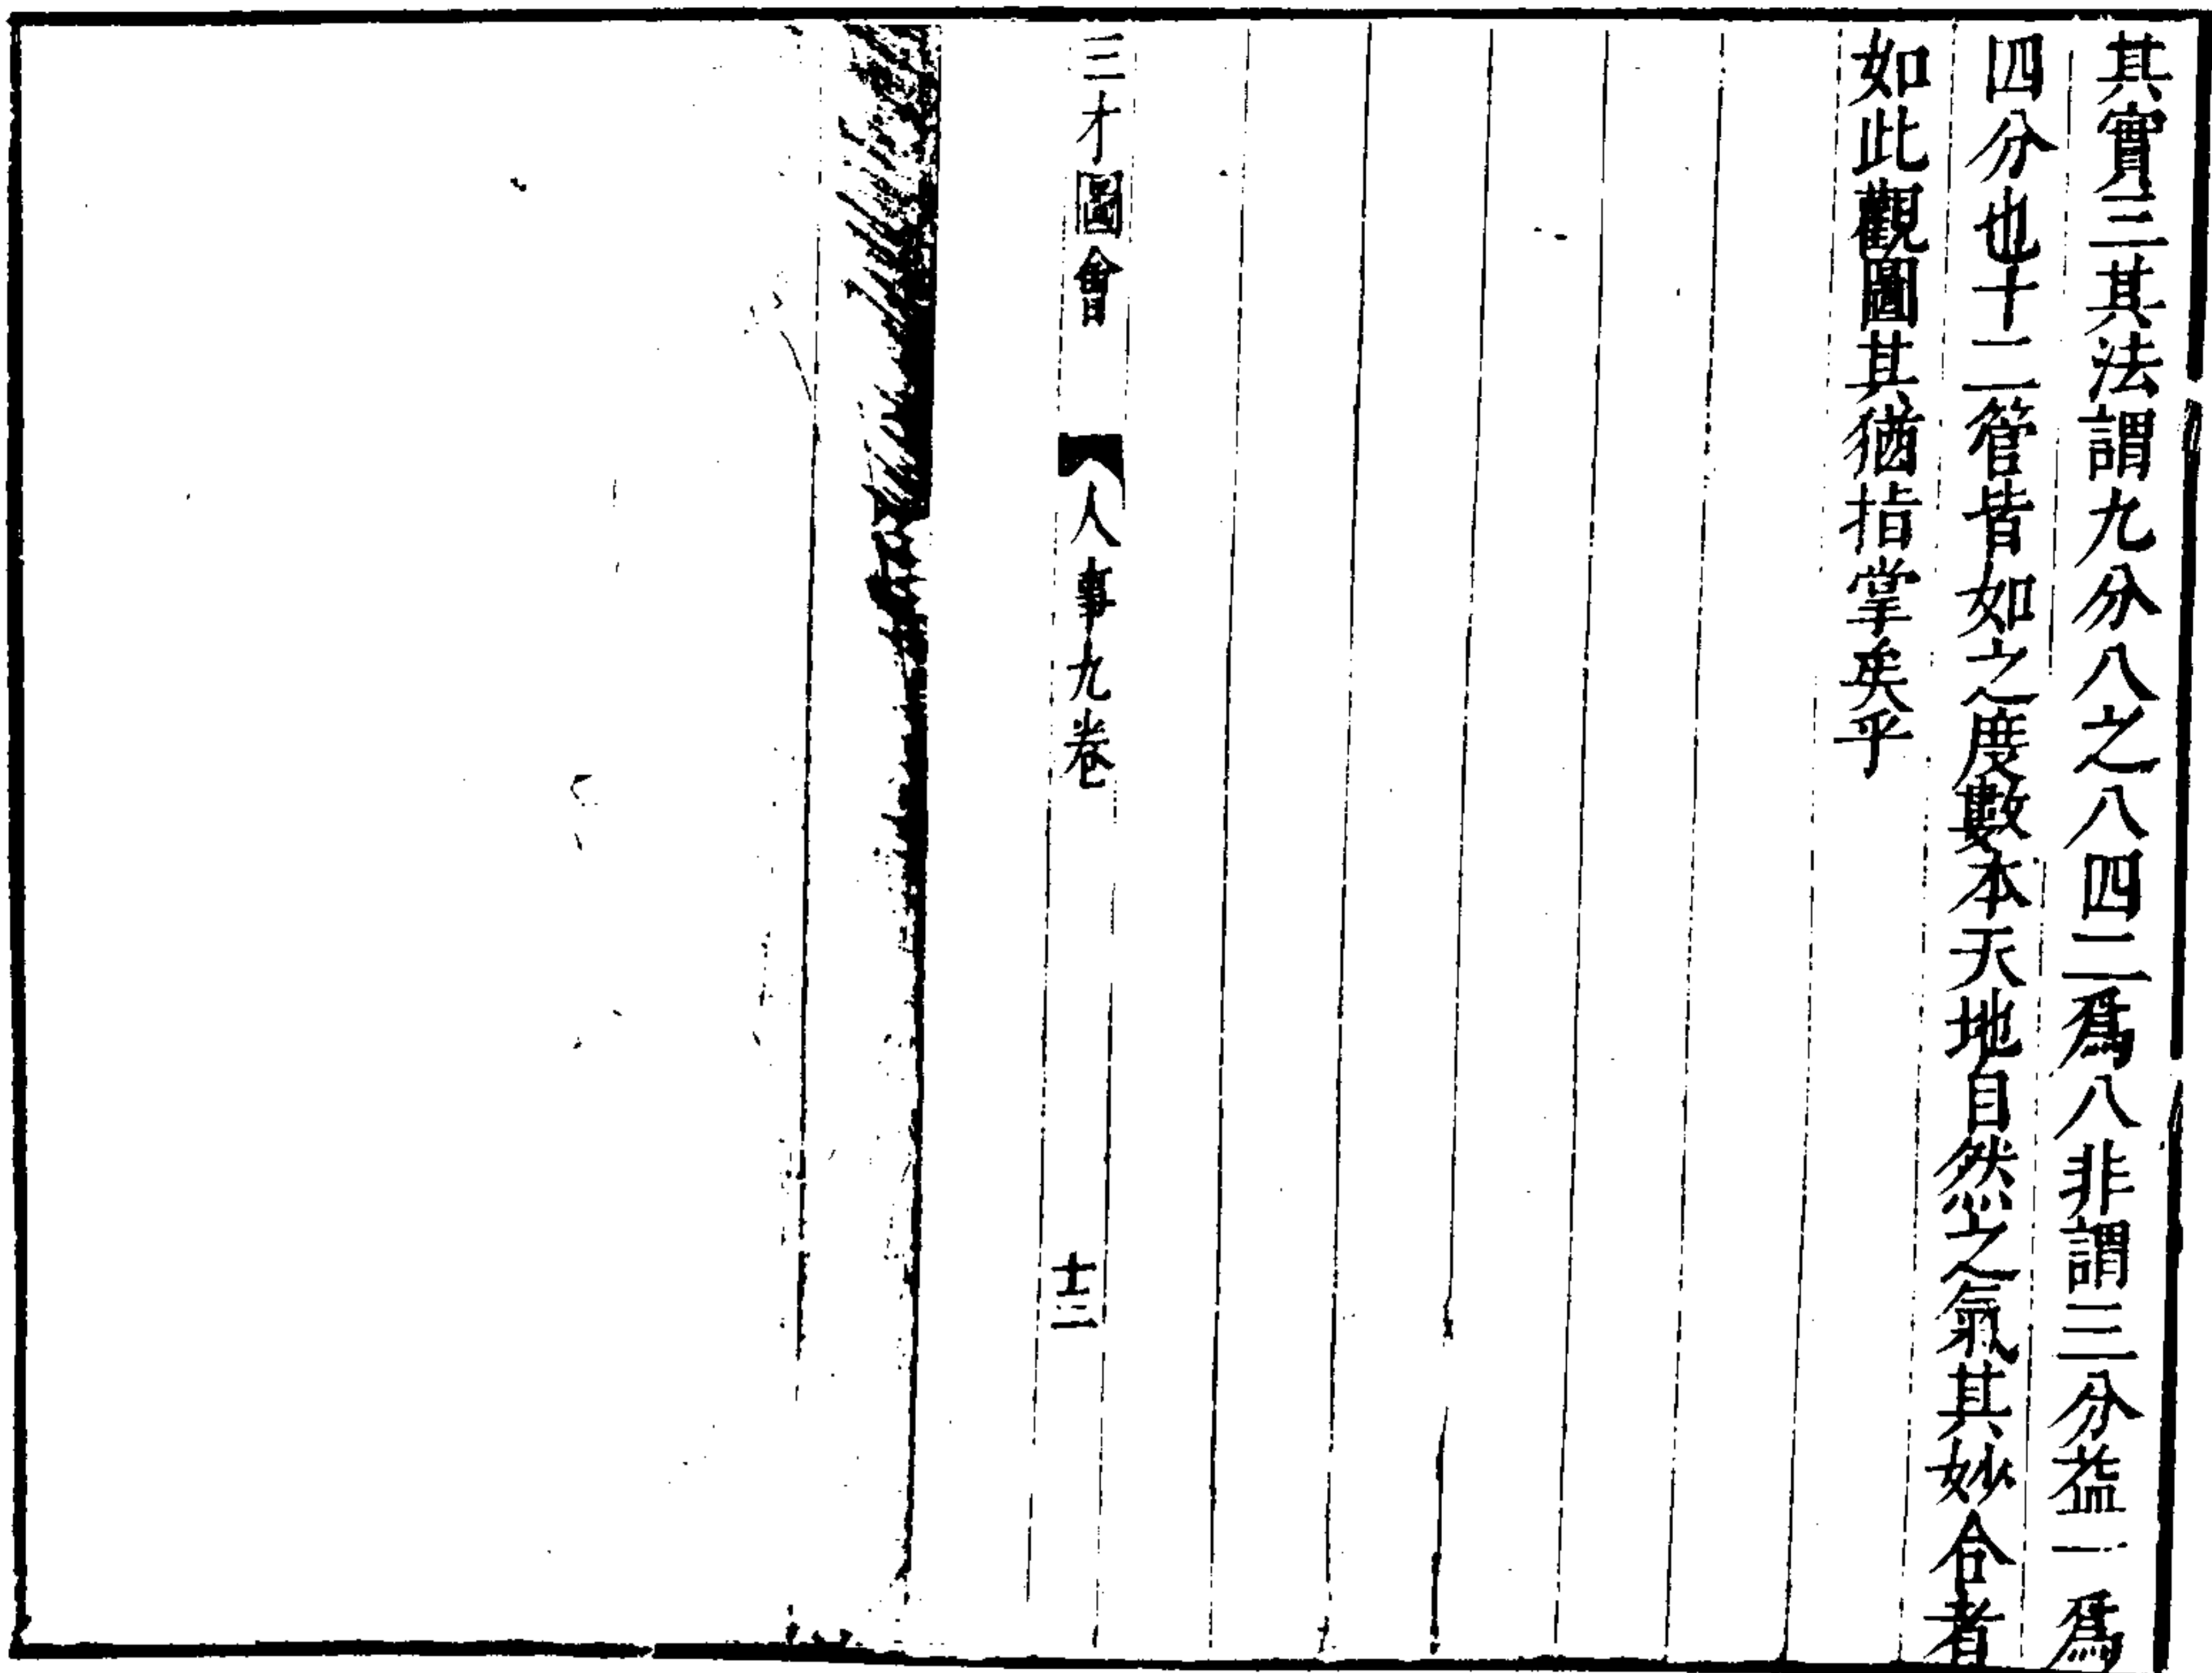 其實三其法謂九分八之八四二爲八非謂三分益一爲
四分也十二管皆如之度數本天地自然之氣其妙合者
如此觀圖其猶指掌矣乎
三才圖會 人事九卷 十三